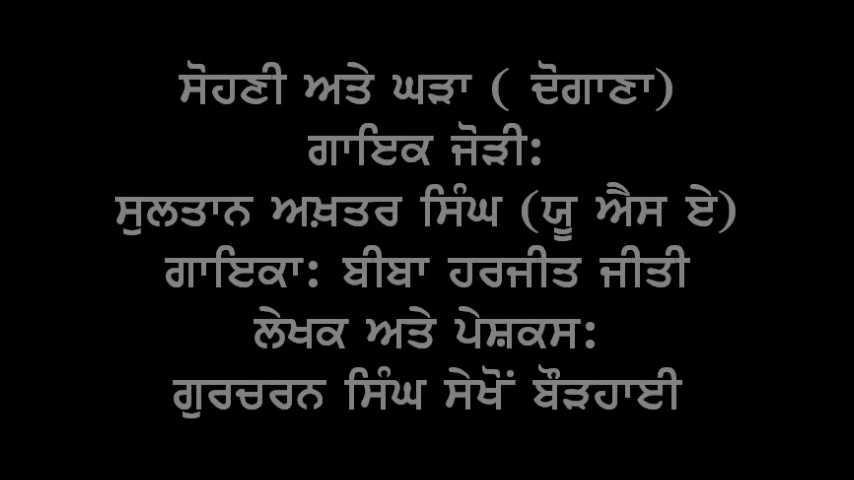 ਸੋਹਣੀ ਅਤੇ ਘੜਾ ( ਦੋਗਾਣਾ)
ਗਾਇਕ ਜੋੜੀ:
ਸੁਲਤਾਨ ਅਖ਼ਤਰ ਸਿੰਘ (ਯੂ ਐਸ ਏ)
ਗਾਇਕਾ: ਬੀਬਾ ਹਰਜੀਤ ਜੀਤੀ
ਲੇਖਕ ਅਤੇ ਪੇਸ਼ਕਸ:
ਗੁਰਚਰਨ ਸਿੰਘ ਸੇਖੋਂ ਬੌੜਹਾਈ